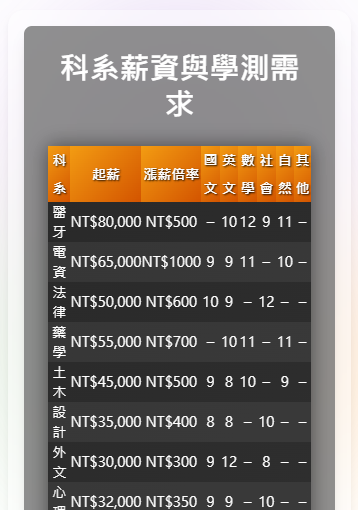 科系薪資與學測需
求
科系 起薪 漲薪倍率 國文 英文 數學 社會 自然 其他
醫牙 NT$80,000 NT$500 – 10 12 9 11 –
電資 NT$65,000 NT$1000 9 9 11 – 10 –
法律 NT$50,000 NT$600 10 9 – 12 – –
藥學 NT$55,000 NT$700 – 10 11 – 11 –
土木 NT$45,000 NT$500 9 8 10 – 9 –
設計 NT$35,000 NT$400 8 8 – 10 – –
外文 NT$30,000 NT$300 9 12 – 8 – –
心理 NT$32,000 NT$350 9 9 – 10 – –